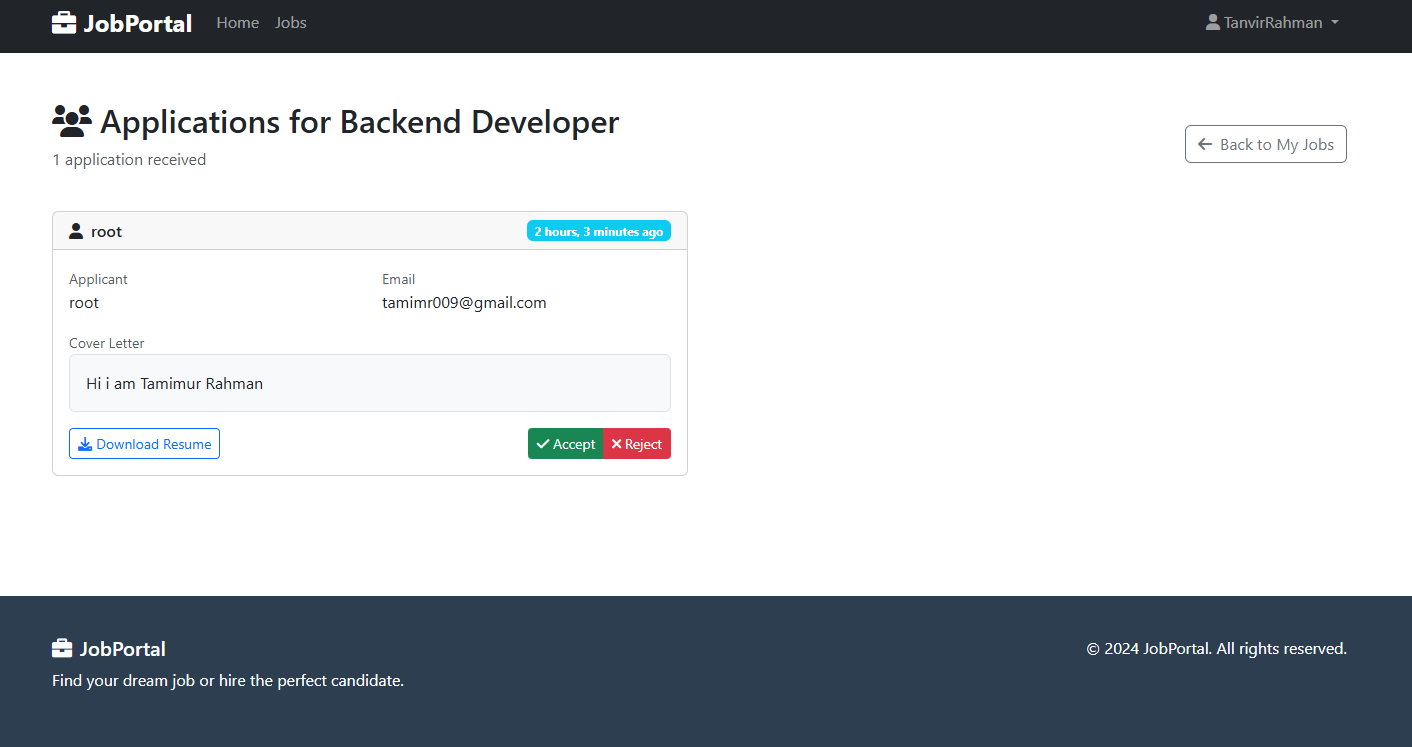 JobPortal Home Jobs TanvirRahman
Applications for Backend Developer
1 application received
Back to My Jobs
root 2 hours, 3 minutes ago
Applicant Email
root tamimr009@gmail.com
Cover Letter
Hi i am Tamimur Rahman
Download Resume Accept Reject
JobPortal © 2024 JobPortal. All rights reserved.
Find your dream job or hire the perfect candidate.